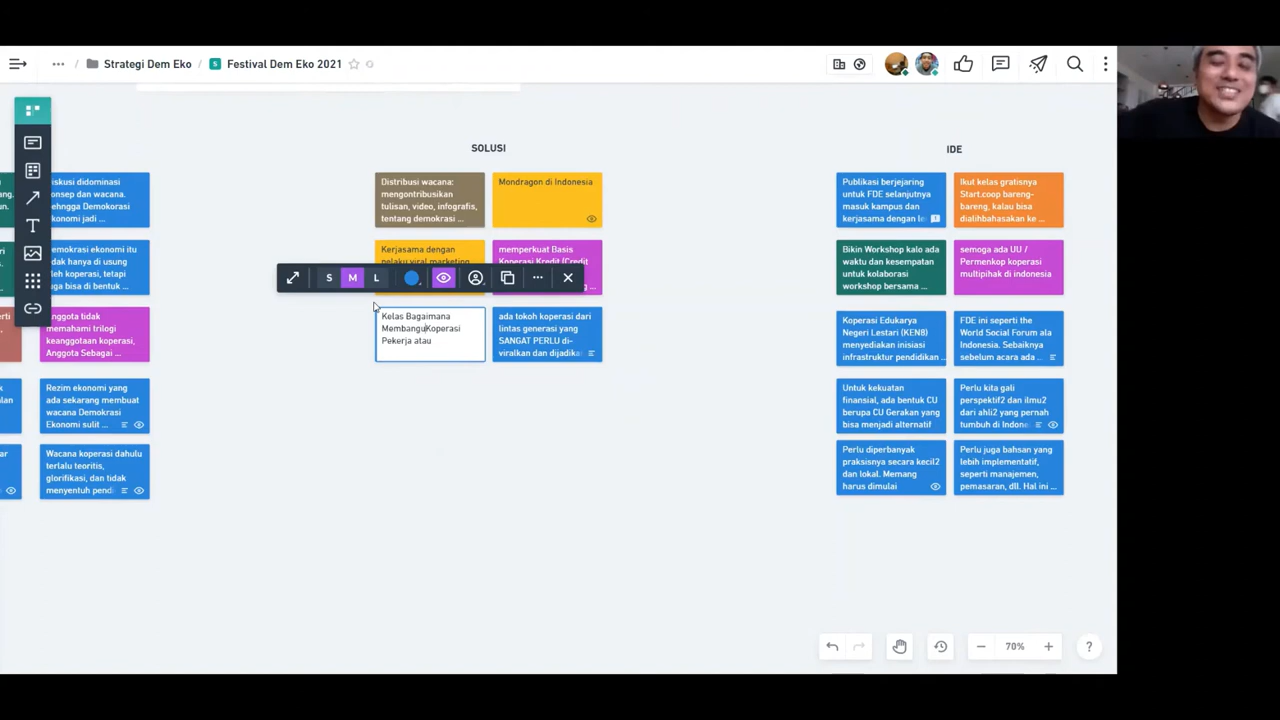 Strategi Dem Eko / Festival Dem Eko 2021
SOLUSI
IDE
diskusi didominasi
konsep dan wacana.
ehingga Demokorasi
konomi jadi ...
emokrasi ekonomi itu
dak hanya di usung
leh koperasi, tetapi
uga bisa di bentuk ...
Anggota tidak
memahami trilogi
keanggotaan koperasi,
Anggota Sebagai ...
Rezim ekonomi yang
ada sekarang membuat
wacana Demokrasi
Ekonomi sulit ...
Wacana koperasi dahulu
terlalu teoritis,
glorifikasi, dan tidak
menyentuh pend
Distribusi wacana:
mengontribusikan
tulisan, video, infografis,
tentang demokrasi ...
Mondragon di Indonesia
Kerjasama dengan
memperkuat Basis
Koperasi Kredit (Credit
S M L
Kelas Bagaimana
MembanguKoperasi
Pekerja atau
ada tokoh koperasi dari
lintas generasi yang
SANGAT PERLU di-
viralkan dan dijadika
Publikasi berjejaring
untuk FDE selanjutnya
masuk kampus dan
kerjasama dengan le
Ikut kelas gratisnya
Start.coop bareng-
bareng, kalau bisa
dialihbahasakan ke ...
Bikin Workshop kalo ada
waktu dan kesempatan
untuk kolaborasi
workshop bersama ...
semoga ada UU /
Permenkop koperasi
multipihak di indonesia
Koperasi Edukarya
Negeri Lestari (KEN8)
menyediakan inisiasi
infrastruktur pendidikan ...
FDE ini seperti the
World Social Forum ala
Indonesia. Sebaiknya
sebelum acara ada ...
Untuk kekuatan
finansial, ada bentuk CU
berupa CU Gerakan yang
bisa menjadi alternatif
Perlu kita gali
perspektif2 dan ilmu2
dari ahli2 yang pernah
tumbuh di Indone
Perlu diperbanyak
praksisnya secara kecil2
dan lokal. Memang
harus dimulai
Perlu juga bahsan yang
lebih implementatif,
seperti manajemen,
pemasaran, dll. Hal ini ...
70%